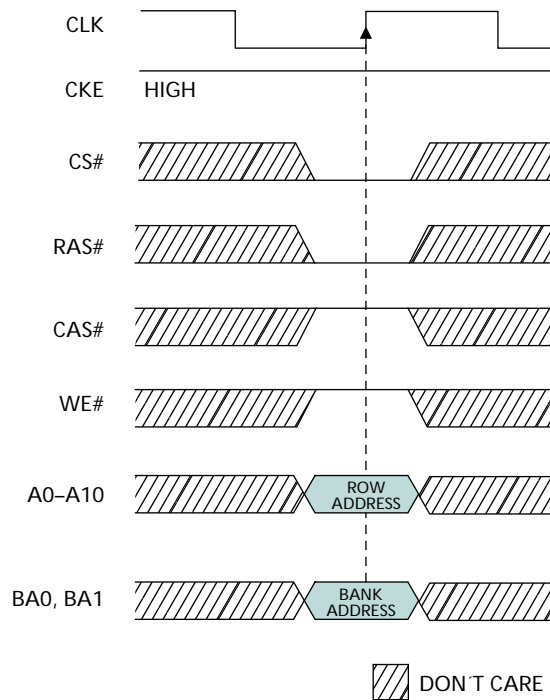 CLK
CKE HIGH
CS#
RAS#
CAS#
WE#
A0–A10 ROW
ADDRESS
BA0, BA1 BANK
ADDRESS
DON´T CARE